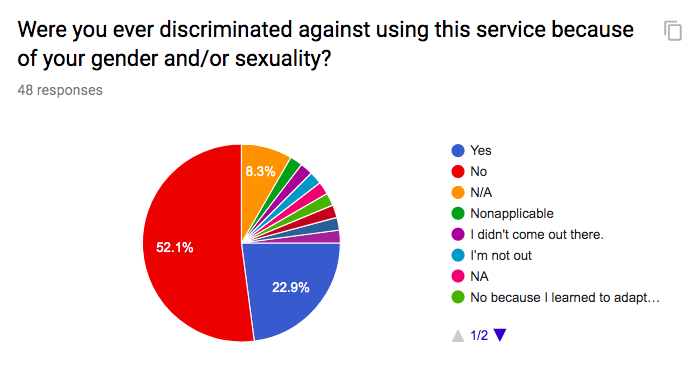 Were you ever discriminated against using this service because
of your gender and/or sexuality?
48 responses
8.3%
52.1%
22.9%
Yes
No
N/A
Nonapplicable
I didn't come out there.
I'm not out
NA
No because I learned to adapt…
1/2